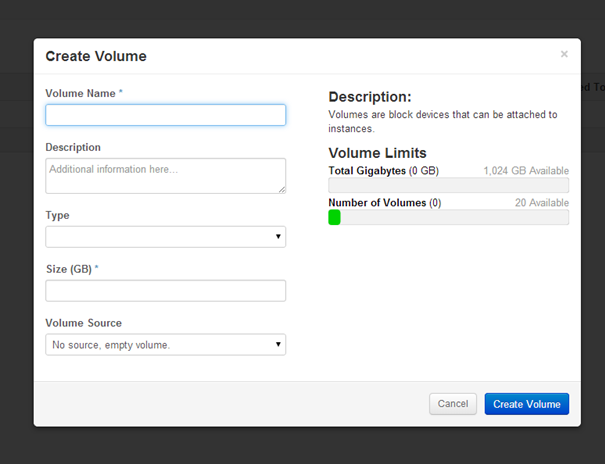 Create Volume
×
ed To
Volume Name *
Description
Additional information here...
Type
Size (GB) *
Volume Source
No source, empty volume.
Description:
Volumes are block devices that can be attached to
instances.
Volume Limits
Total Gigabytes (0 GB) 1,024 GB Available
Number of Volumes (0) 20 Available
Cancel
Create Volume